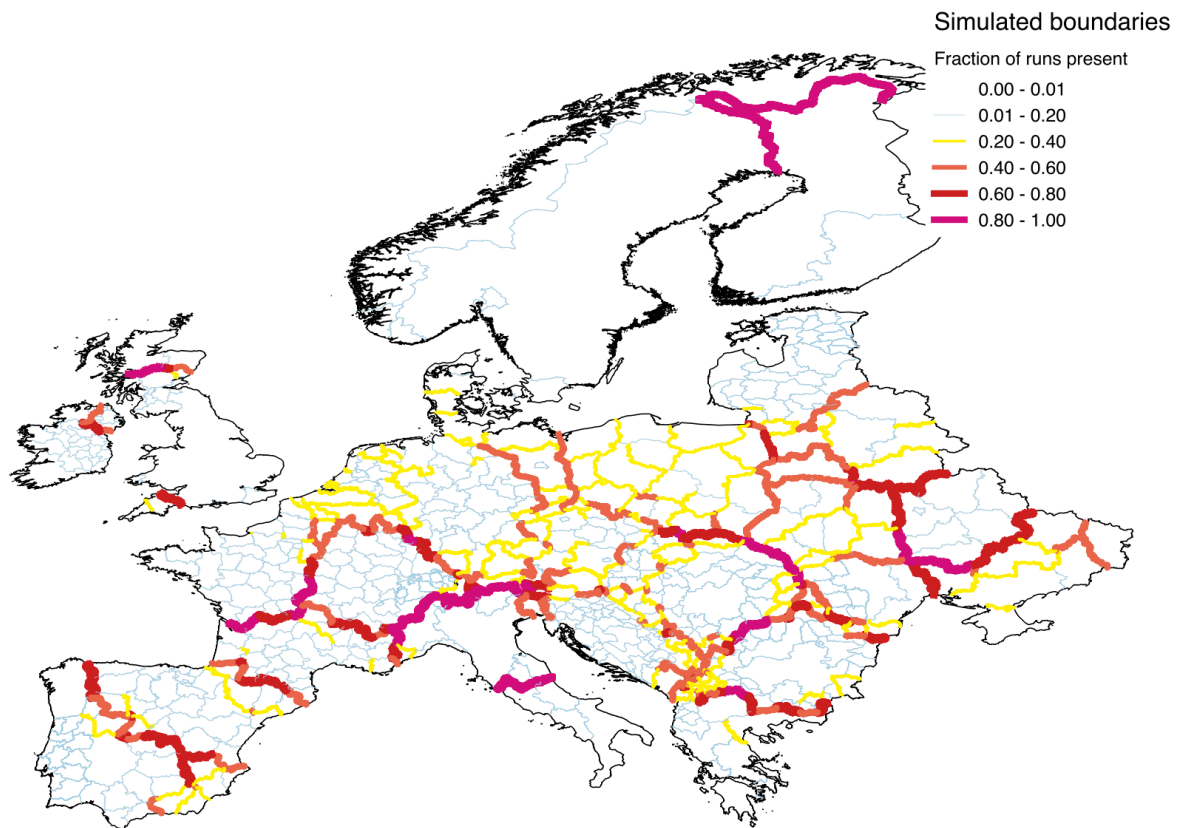 Simulated boundaries
Fraction of runs present
0.00 - 0.01
0.01 - 0.20
0.20 - 0.40
0.40 - 0.60
0.60 - 0.80
0.80 - 1.00